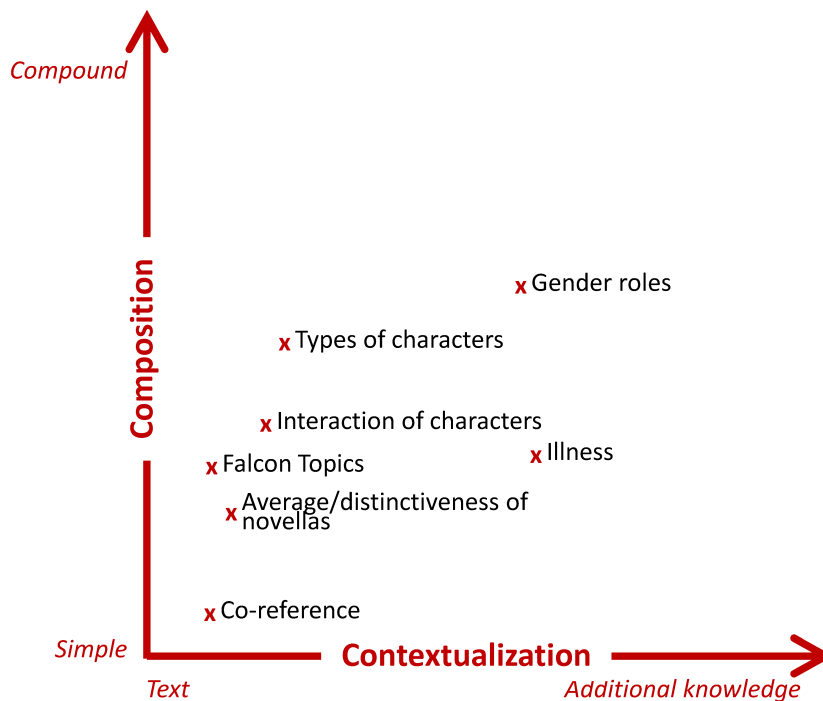 Compound
Composition
x Gender roles
x Types of characters
x Interaction of characters
x Illness
x Falcon Topics
x Average/distinctiveness of
novellas
x Co-reference
Simple
Contextualization
Text
Additional knowledge